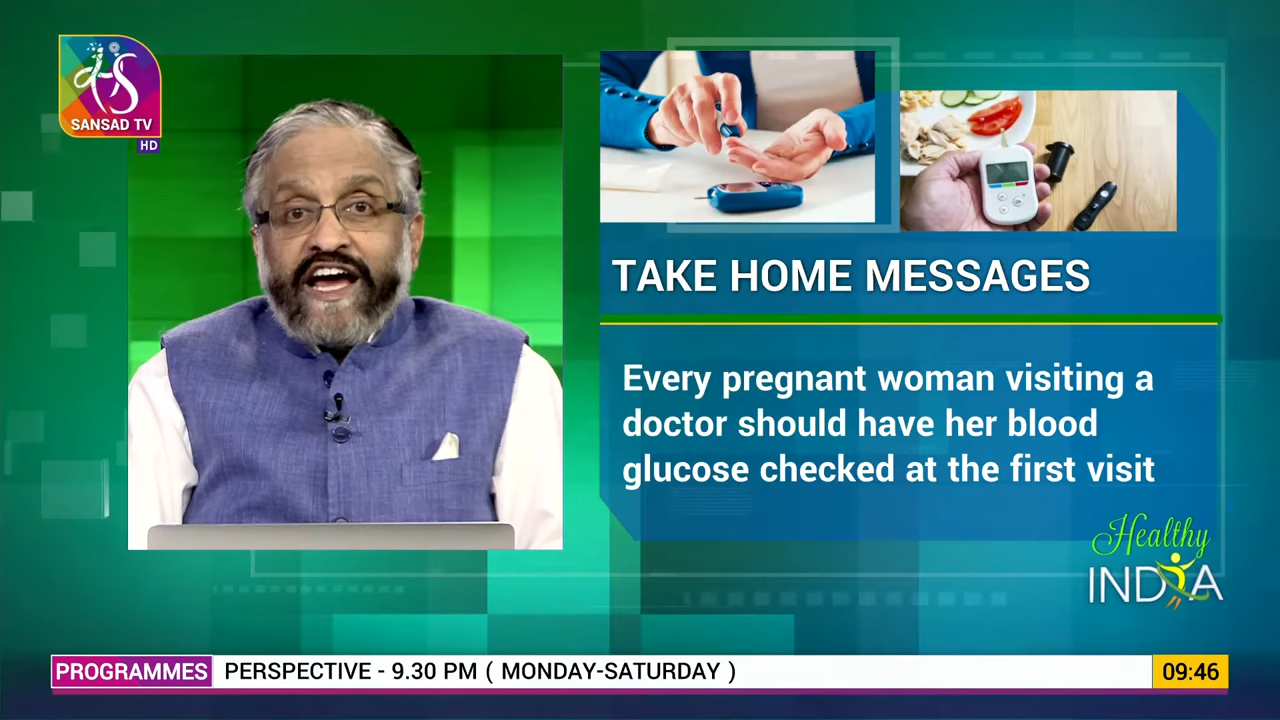 SANSAD TV
HD
TAKE HOME MESSAGES
Every pregnant woman visiting a
doctor should have her blood
glucose checked at the first visit
Healthy
INDIA
PROGRAMMES PERSPECTIVE - 9.30 PM ( MONDAY-SATURDAY ) 09:46